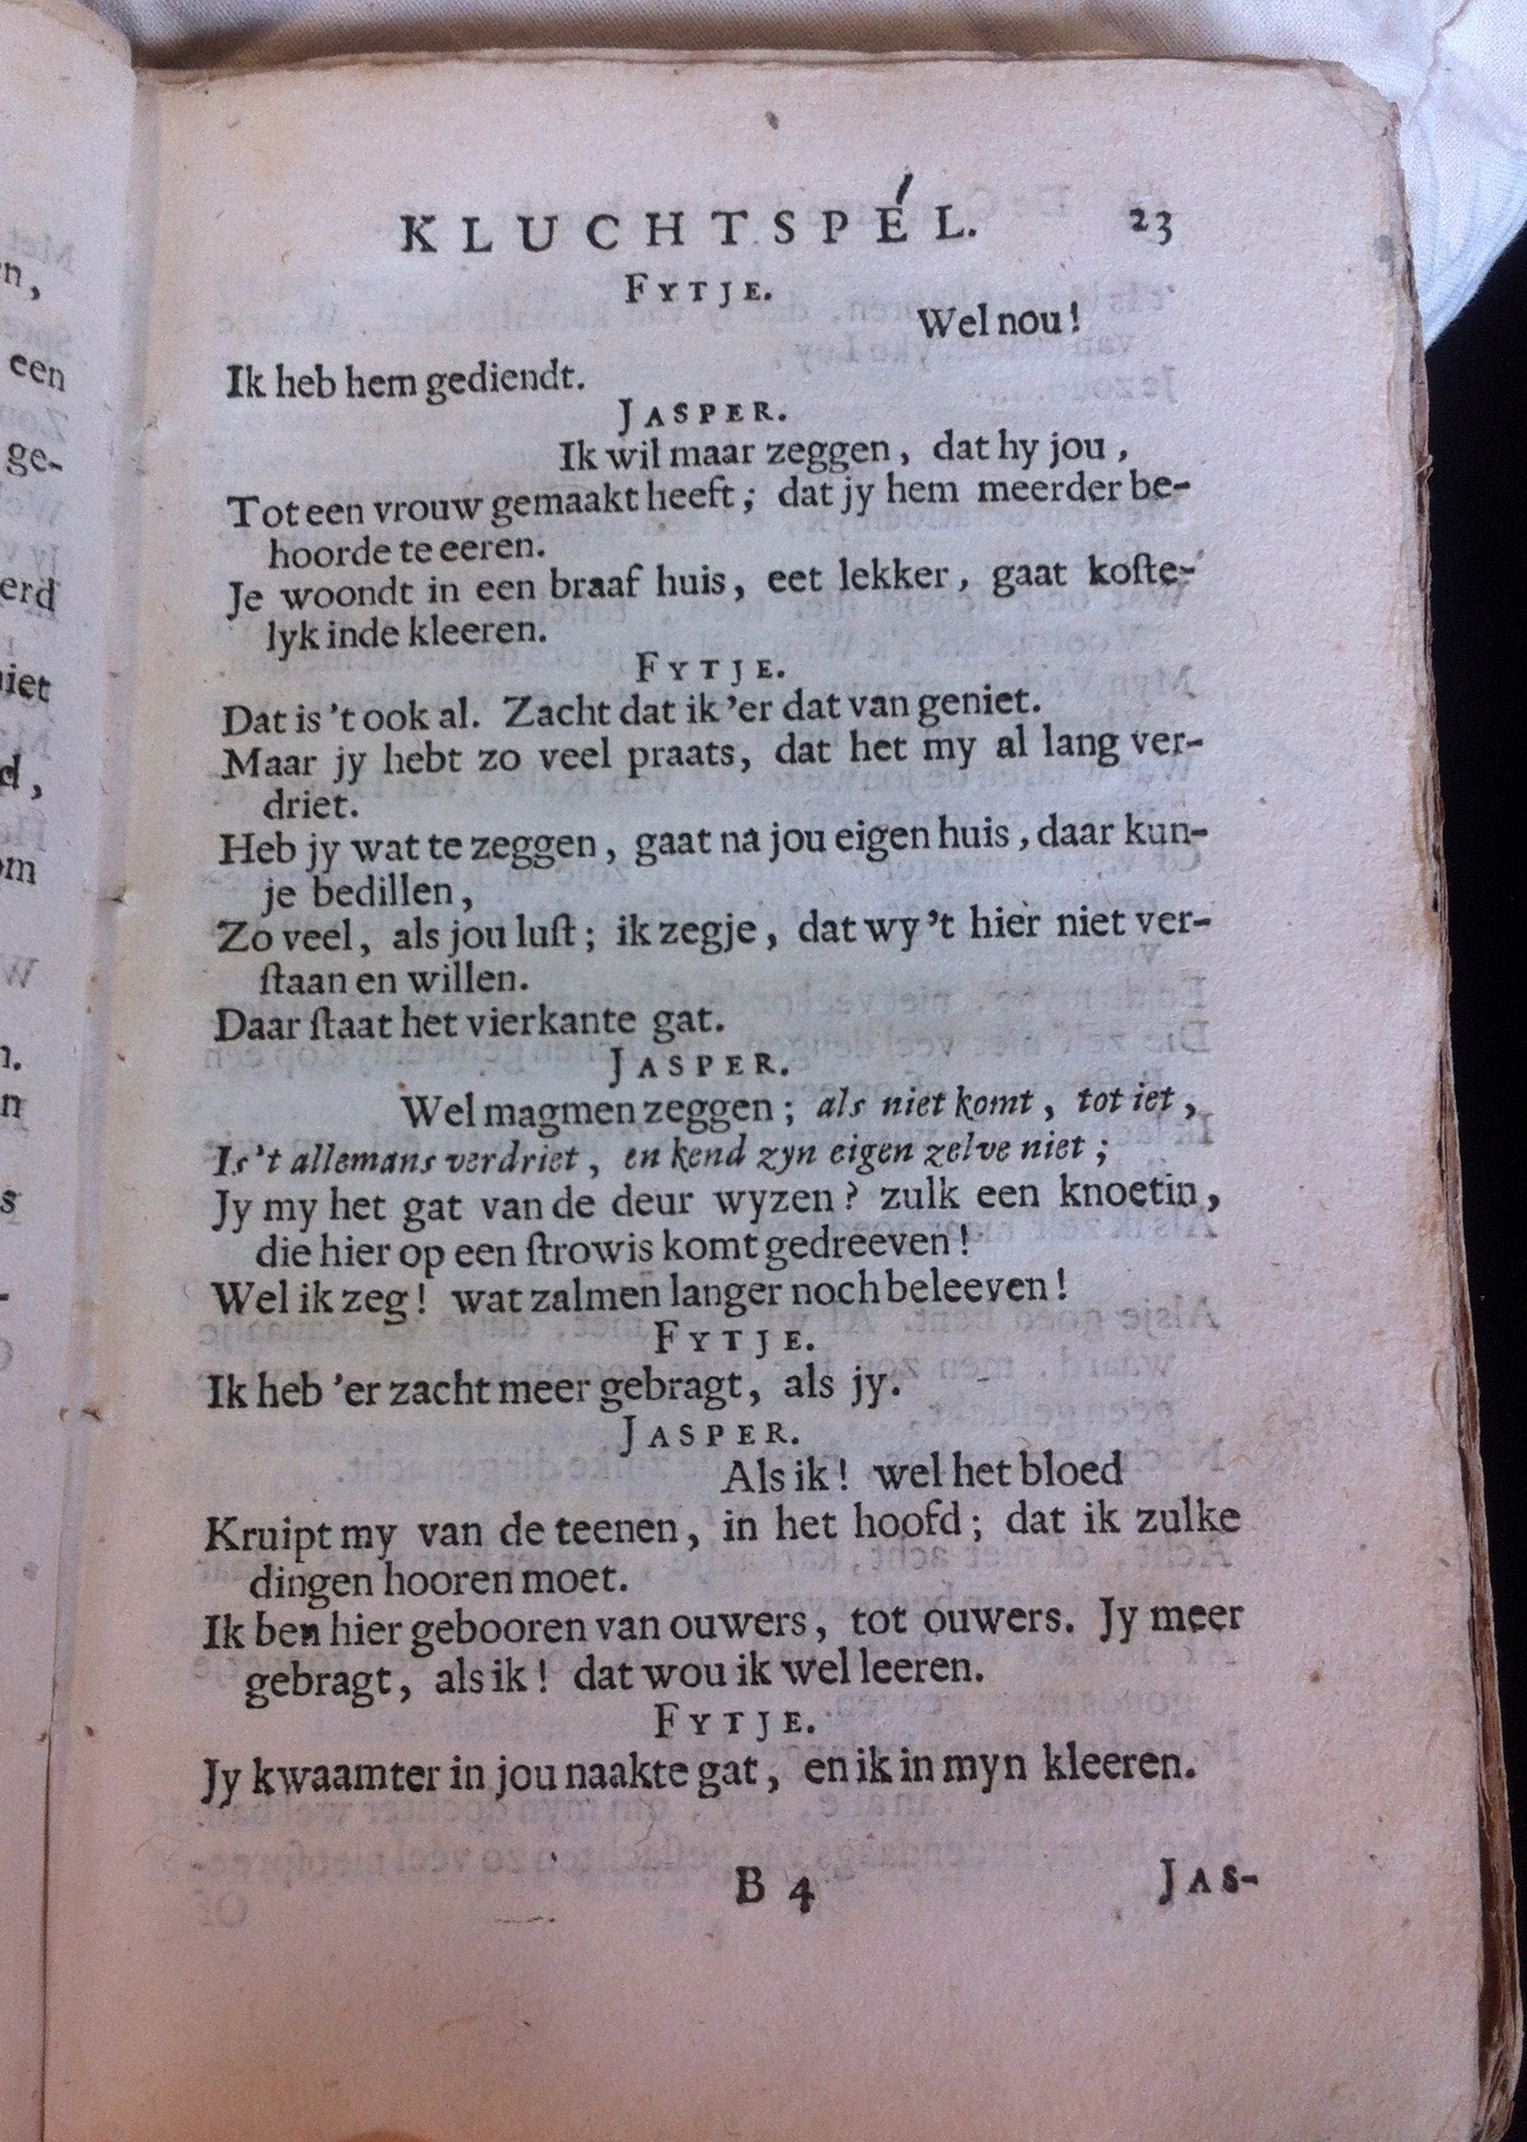 KLUCHTSPÉL. 23
FYTJE.
Wel nou!
Ik heb hem gediendt.
JASPER.
Ik wil maar zeggen, dat hy jou,
Tot een vrouw gemaakt heeft; dat jy hem meerder be-
hoorde te eeren.
Je woondt in een braaf huis, eet lekker, gaat koſte-
lyk inde kleeren.
FYTJE.
Dat is 't ook al. Zacht dat ik 'er dat van geniet.
Maar jy hebt zo veel praats, dat het my al lang ver-
driet.
Heb jy wat te zeggen, gaat na jou eigen huis, daar kun-
je bedillen,
Zo veel, als jou luſt; ik zegje, dat wy 't hier niet ver-
ſtaan en willen.
Daar ſtaat het vierkante gat.
JASPER.
Wel magmen zeggen; als niet komt, tot iet,
Is 't allemans verdriet, en kend zyn eigen zelve niet;
Jy my het gat van de deur wyzen? zulk een knoetin,
die hier op een ſtrowis komt gedreeven!
Wel ik zeg! wat zalmen langer noch beleeven!
FYTJE.
Ik heb 'er zacht meer gebragt, als jy.
JASPER.
Als ik! wel het bloed
Kruipt my van de teenen, in het hoofd; dat ik zulke
dingen hooren moet.
Ik ben hier gebooren van ouwers, tot ouwers. Jy meer
gebragt, als ik! dat wou ik wel leeren.
FYTJE.
Jy kwaamter in jou naakte gat, en ik in myn kleeren.
B 4 JAS-
een
ge-
erd